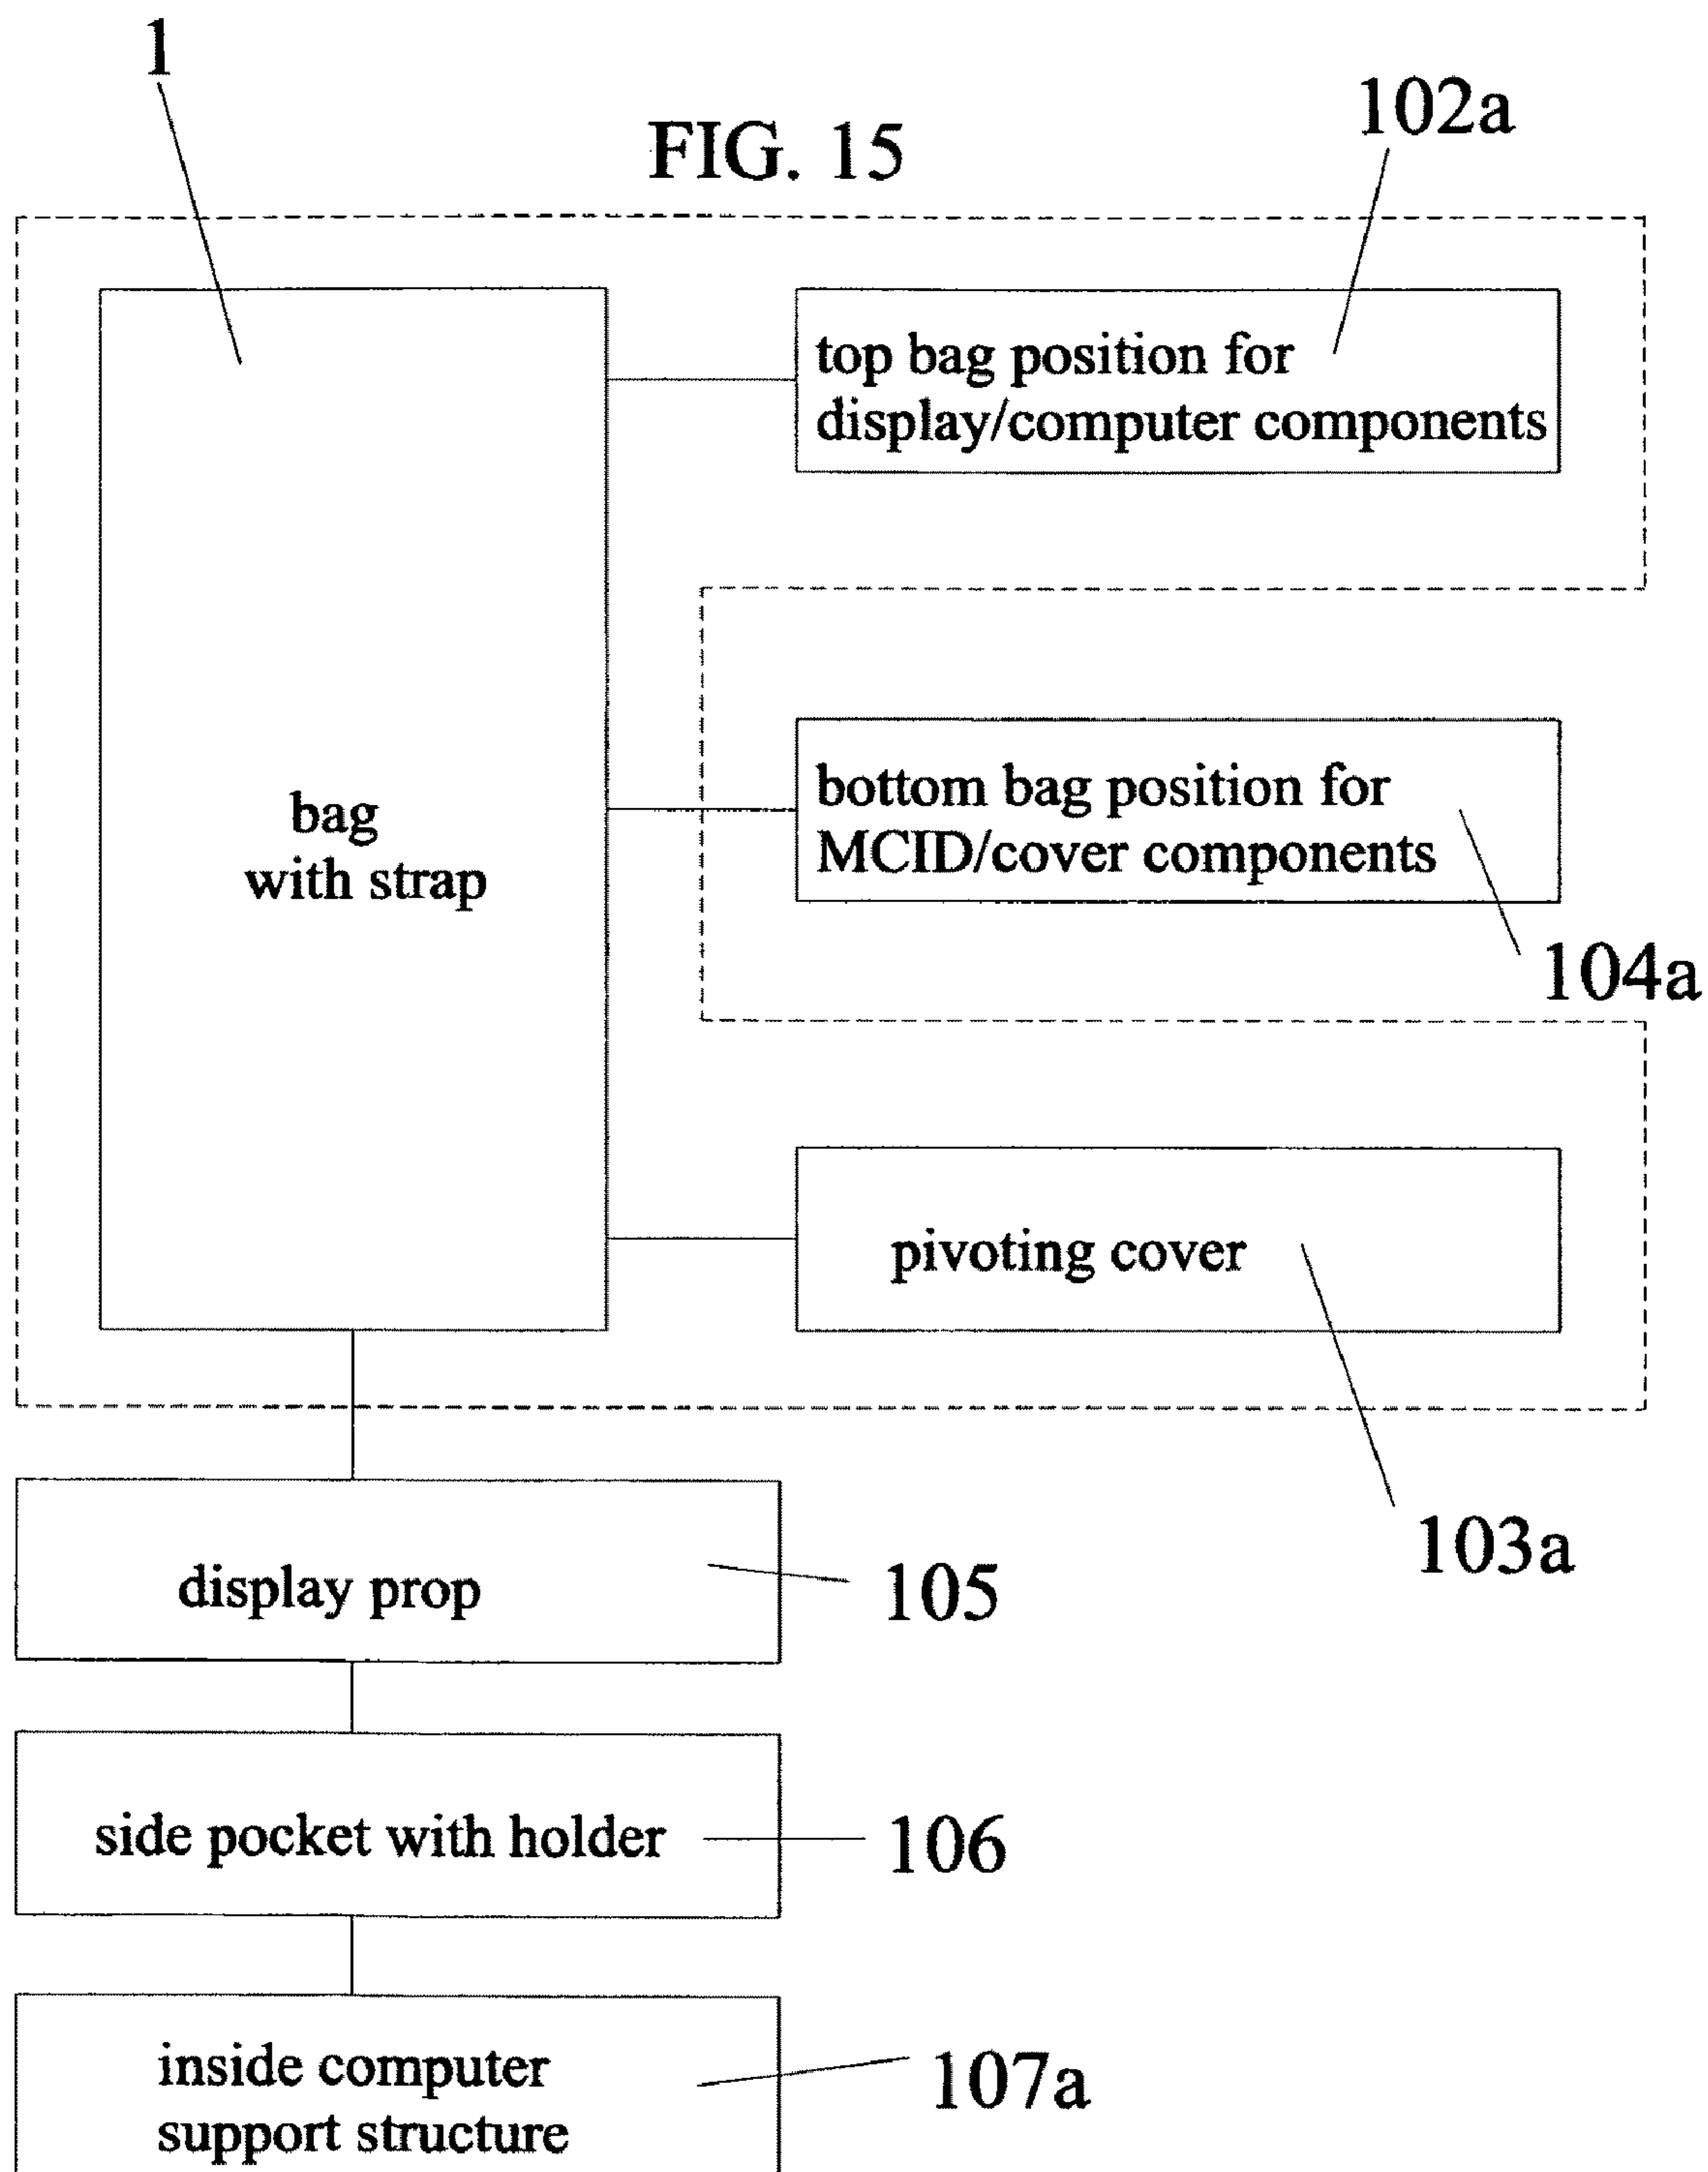 1
FIG. 15
102a
top bag position for
display/computer components
bag
with strap
bottom bag position for
MCID/cover components
104a
pivoting cover
103a
display prop
105
side pocket with holder
106
inside computer
support structure
107a